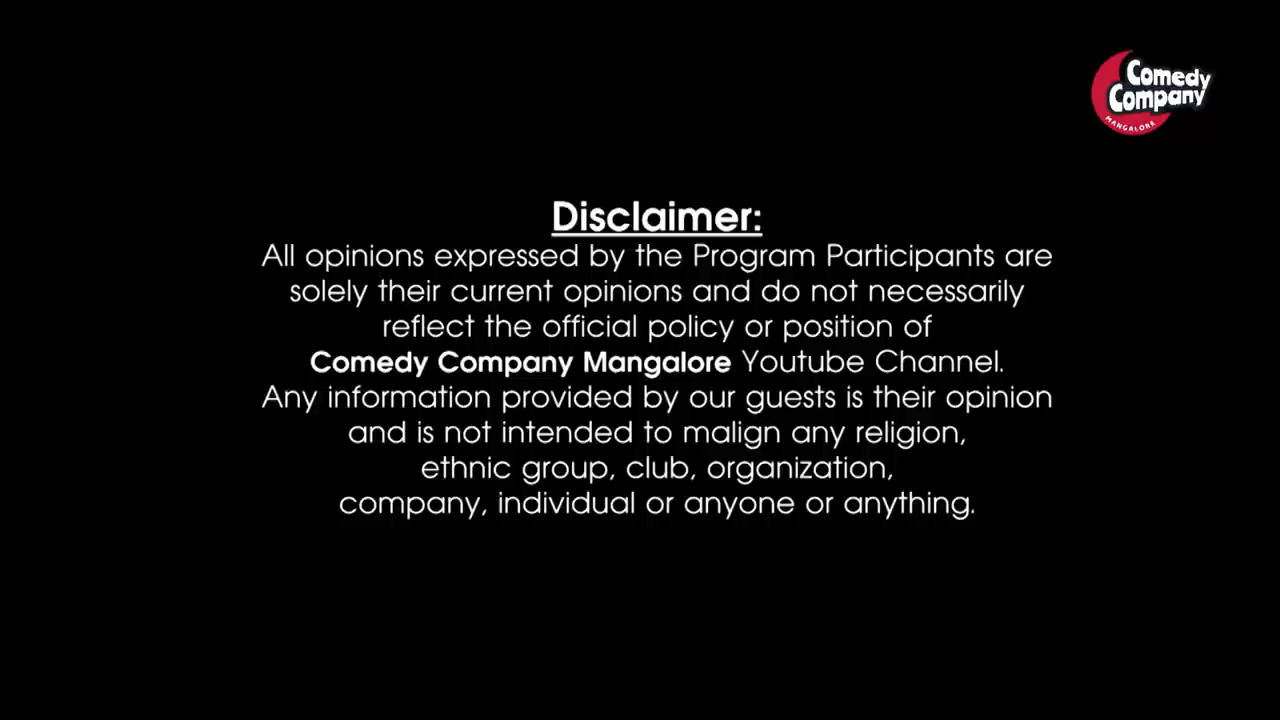 Comedy
Company
MANGALORE
Disclaimer:
All opinions expressed by the Program Participants are
solely their current opinions and do not necessarily
reflect the official policy or position of
Comedy Company Mangalore Youtube Channel.
Any information provided by our guests is their opinion
and is not intended to malign any religion,
ethnic group, club, organization,
company, individual or anyone or anything.